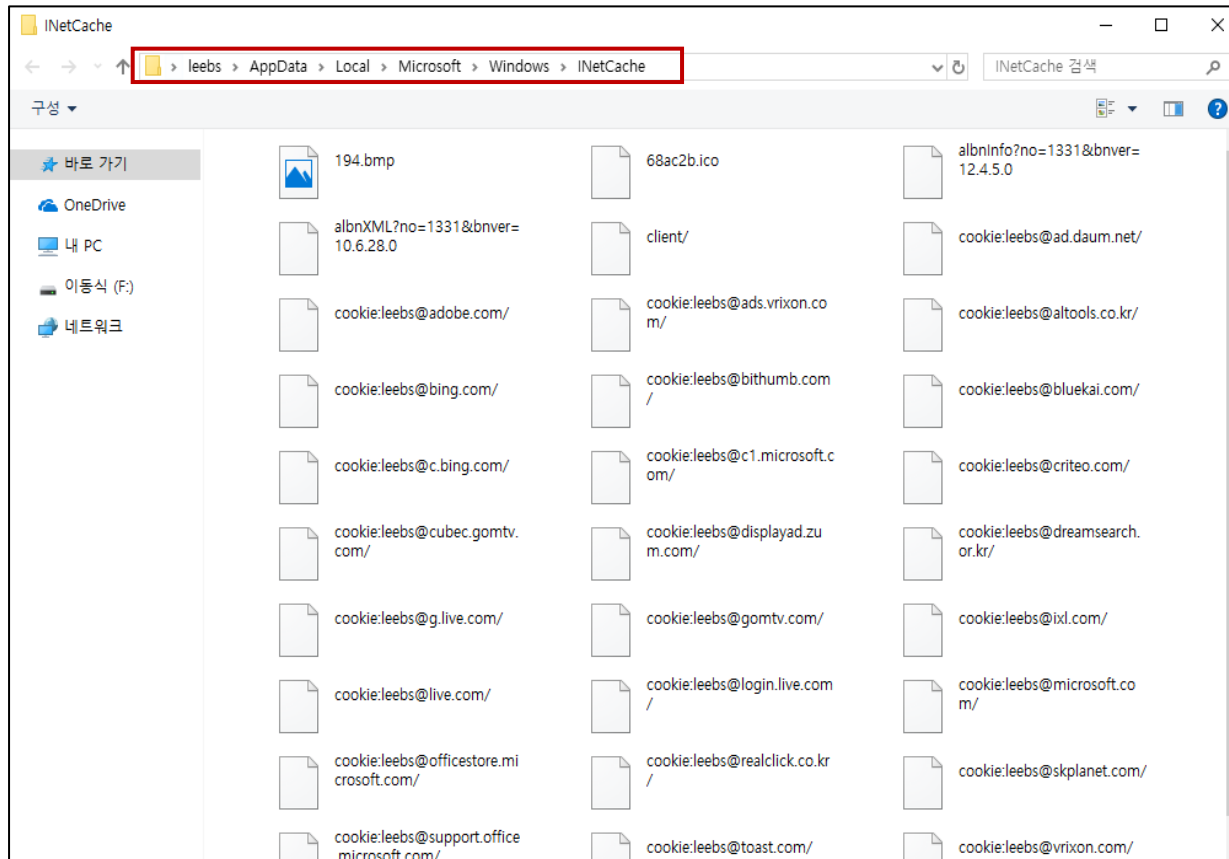 INetCache
leebs > AppData > Local > Microsoft > Windows > INetCache
INetCache 검색
구성
바로 가기
OneDrive
내 PC
이동식 (F:)
네트워크
194.bmp
68ac2b.ico
albnInfo?no=1331&bnver=
12.4.5.0
albnXML?no=1331&bnver=
10.6.28.0
client/
cookie:leebs@ad.daum.net/
cookie:leebs@adobe.com/
cookie:leebs@ads.vrixon.co
m/
cookie:leebs@altools.co.kr/
cookie:leebs@bing.com/
cookie:leebs@bithumb.com
/
cookie:leebs@bluekai.com/
cookie:leebs@c.bing.com/
cookie:leebs@c1.microsoft.c
om/
cookie:leebs@criteo.com/
cookie:leebs@cubec.gomtv.
com/
cookie:leebs@displayad.zu
m.com/
cookie:leebs@dreamsearch.
or.kr/
cookie:leebs@g.live.com/
cookie:leebs@gomtv.com/
cookie:leebs@ixl.com/
cookie:leebs@live.com/
cookie:leebs@login.live.com
/
cookie:leebs@microsoft.co
m/
cookie:leebs@officestore.mi
crosoft.com/
cookie:leebs@realclick.co.kr
/
cookie:leebs@skplanet.com/
cookie:leebs@support.office
.microsoft.com/
cookie:leebs@toast.com/
cookie:leebs@vrixon.com/